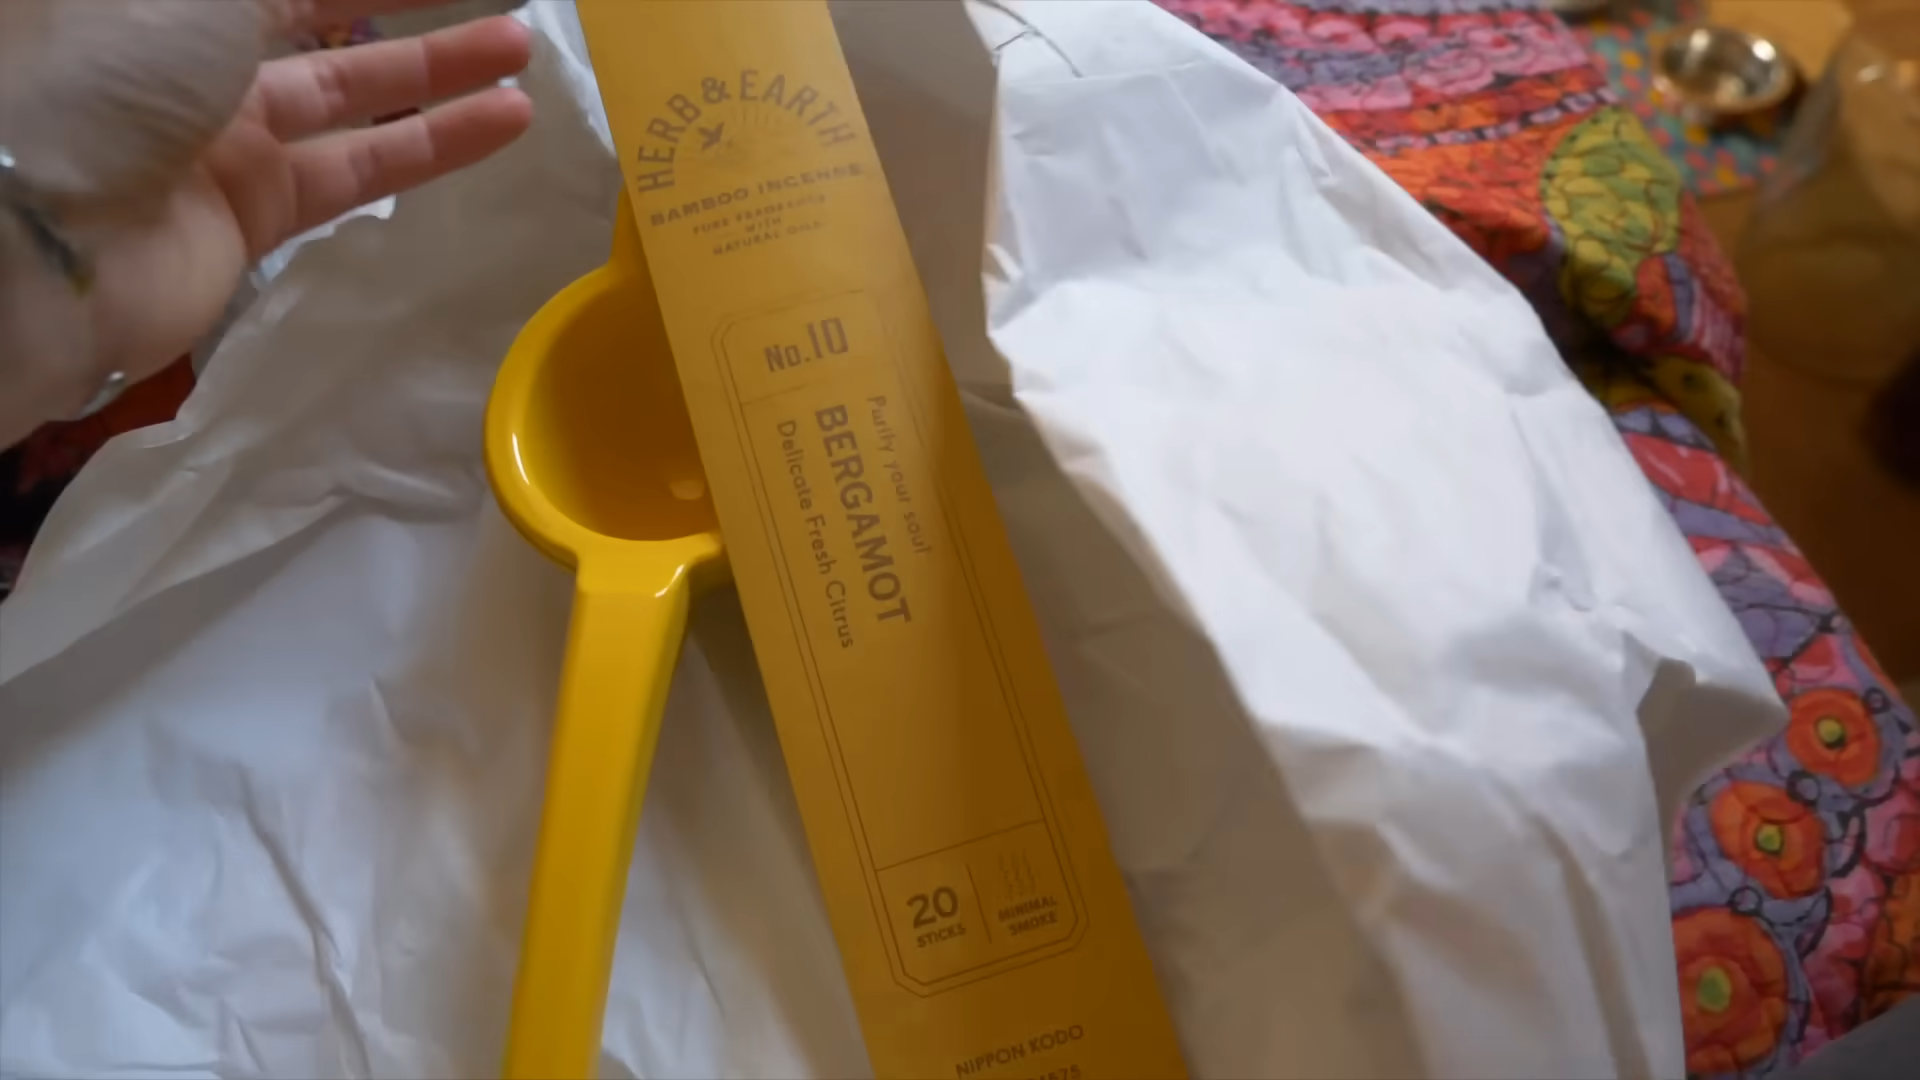 HERB & EARTH
BAMBOO INCENSE
PURE FRAGRANCE
WITH
NATURAL OILS
No.10
Purify your soul
BERGAMOT
Delicate Fresh Citrus
20
STICKS
MINIMAL
SMOKE
NIPPON KODO